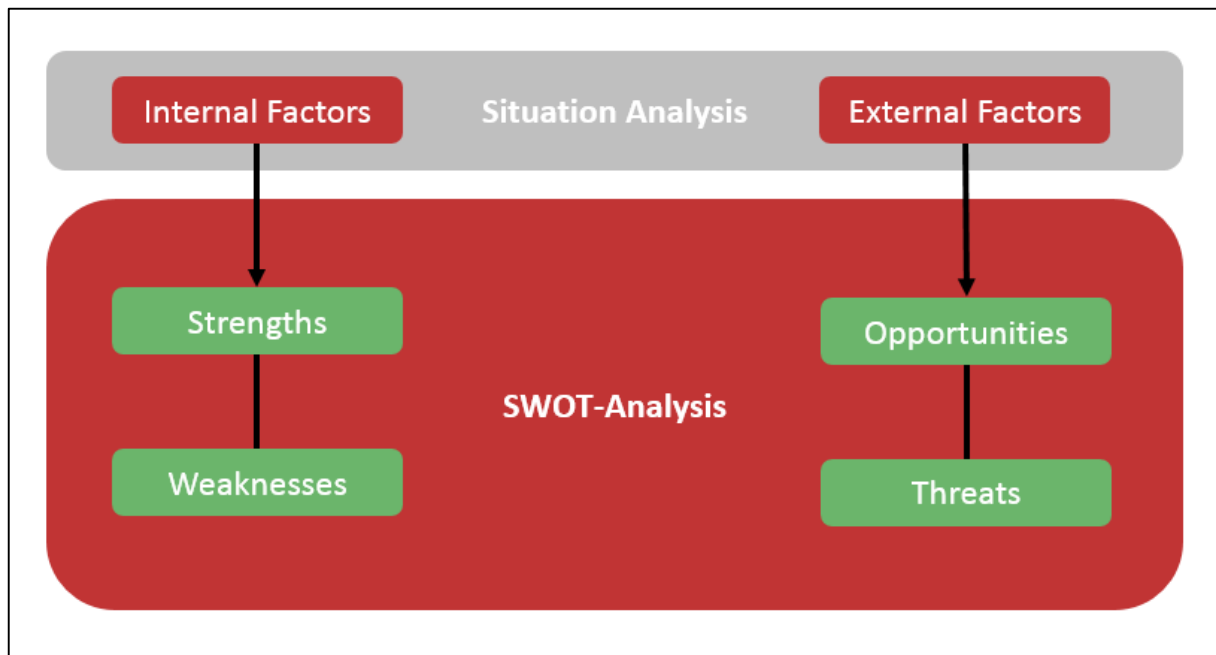 Internal Factors
Situation Analysis
External Factors
Strengths
Opportunities
SWOT-Analysis
Weaknesses
Threats